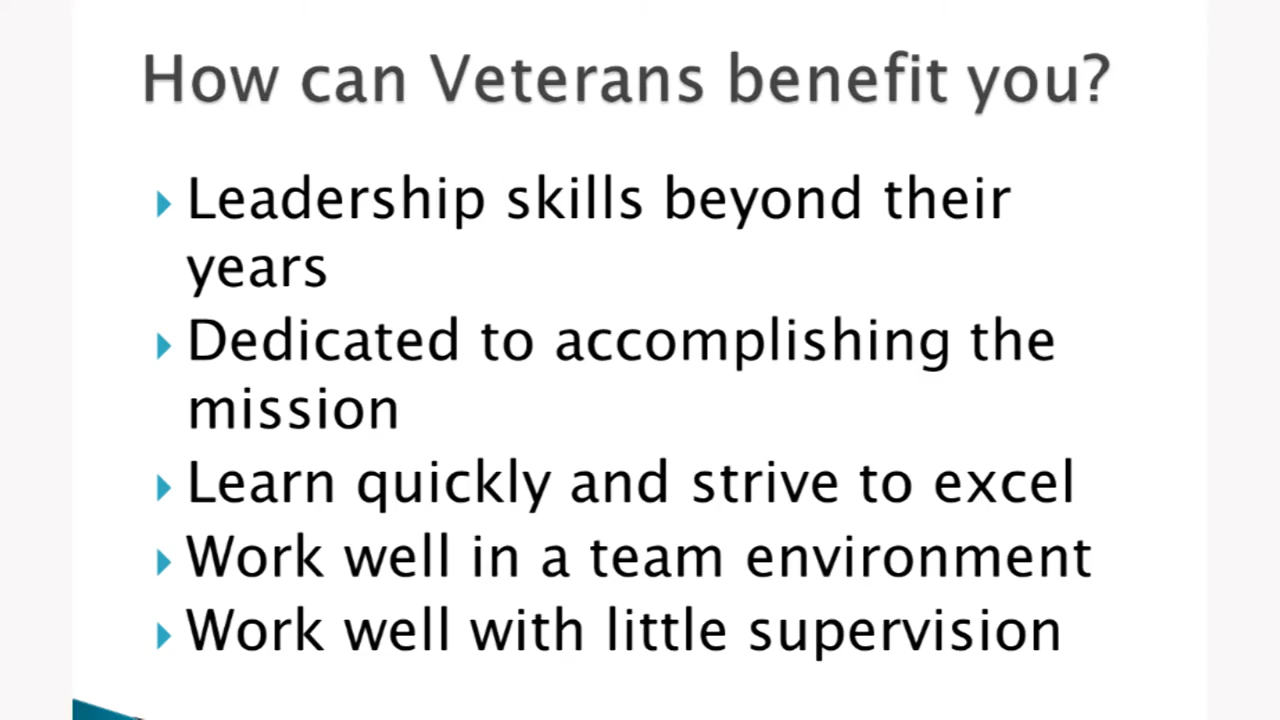 How can Veterans benefit you?
Leadership skills beyond their
years
Dedicated to accomplishing the
mission
Learn quickly and strive to excel
Work well in a team environment
Work well with little supervision